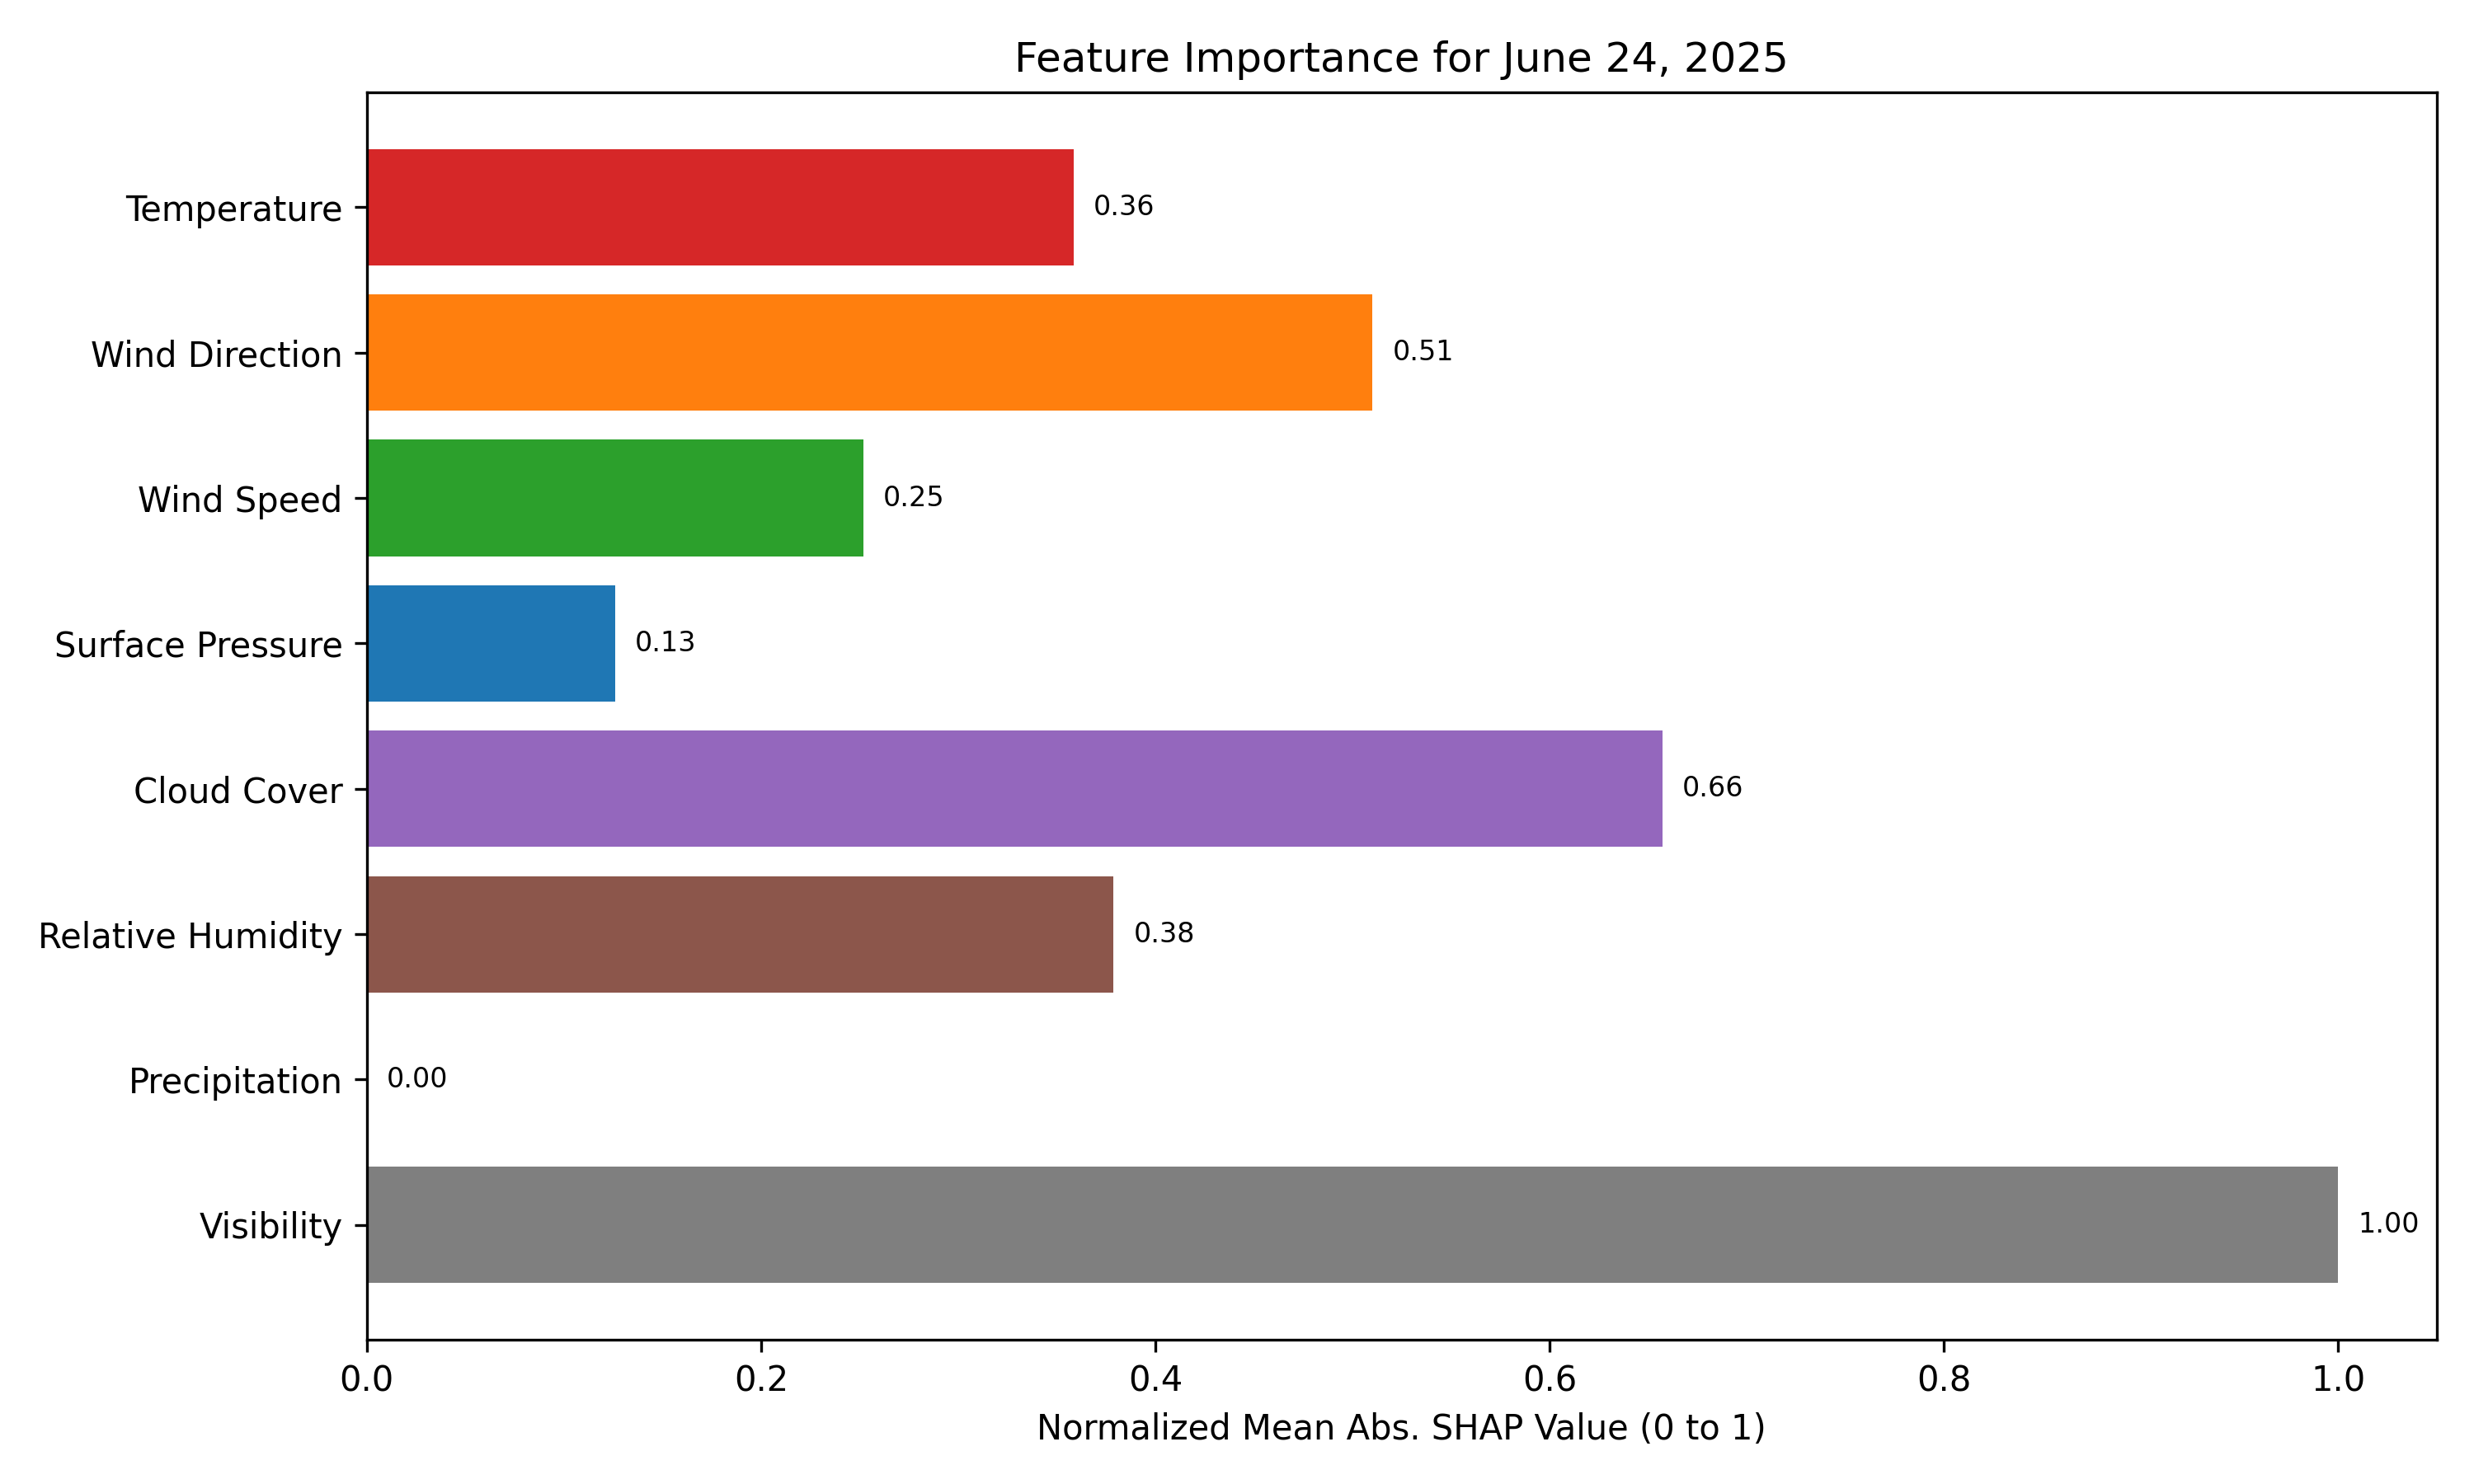 Feature Importance for June 24, 2025
Temperature 0.36
Wind Direction 0.51
Wind Speed 0.25
Surface Pressure 0.13
Cloud Cover 0.66
Relative Humidity 0.38
Precipitation 0.00
Visibility 1.00
0.0 0.2 0.4 0.6 0.8 1.0
Normalized Mean Abs. SHAP Value (0 to 1)